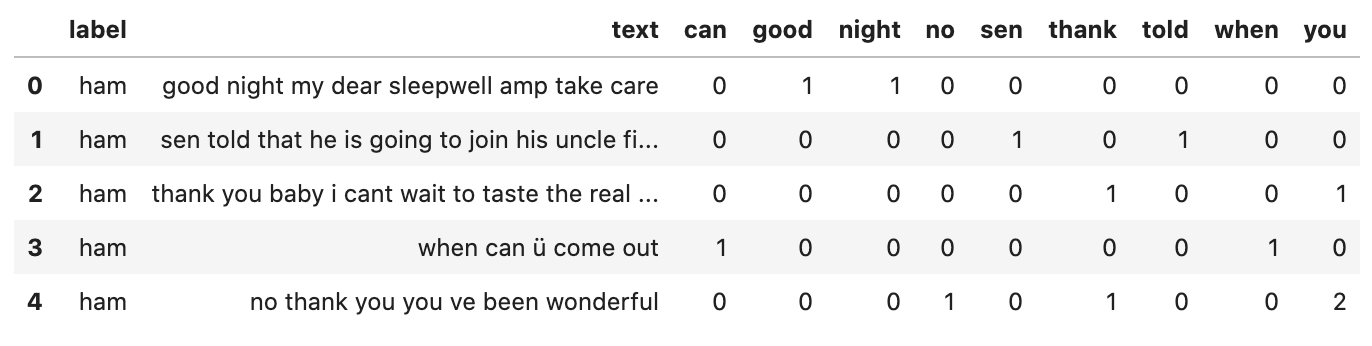 label text can good night no sen thank told when you
0 ham good night my dear sleepwell amp take care 0 1 1 0 0 0 0 0 0
1 ham sen told that he is going to join his uncle fi... 0 0 0 0 1 0 1 0 0
2 ham thank you baby i cant wait to taste the real ... 0 0 0 0 0 1 0 0 1
3 ham when can ü come out 1 0 0 0 0 0 0 1 0
4 ham no thank you you ve been wonderful 0 0 0 1 0 1 0 0 2